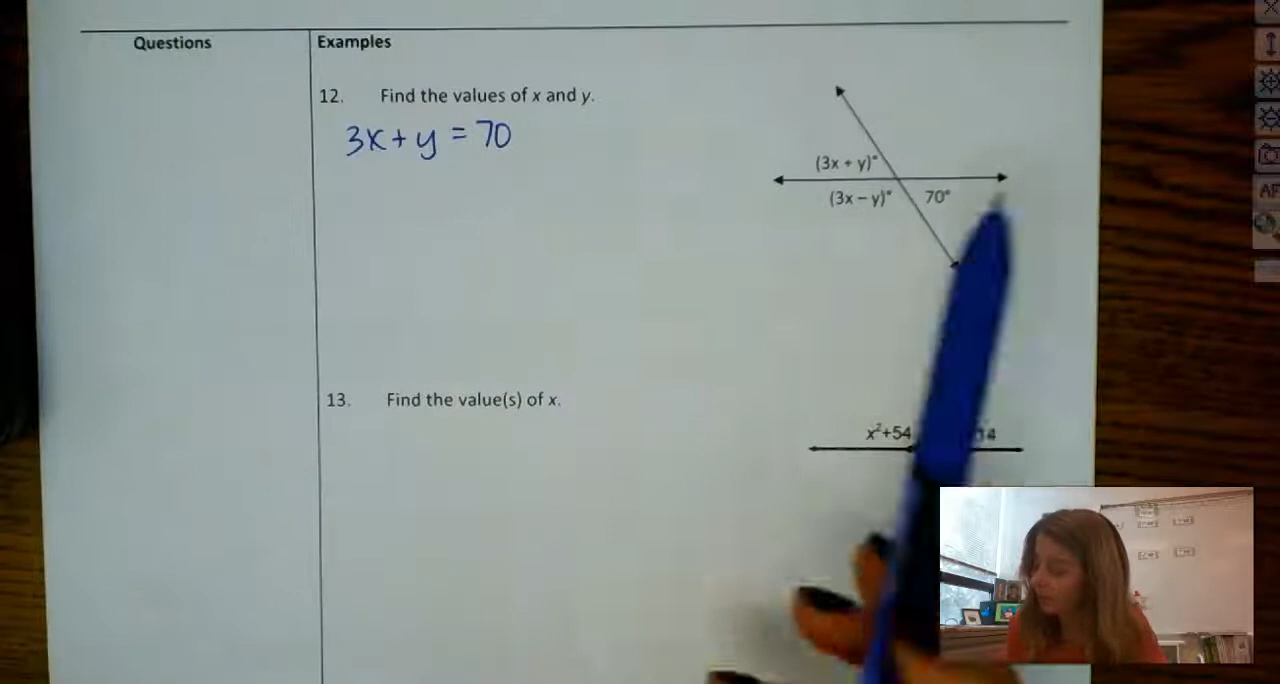 Questions
Examples
12. Find the values of x and y.
3x + y = 70
(3x + y)°
(3x – y)°
70°
13. Find the value(s) of x.
x²+54
AF